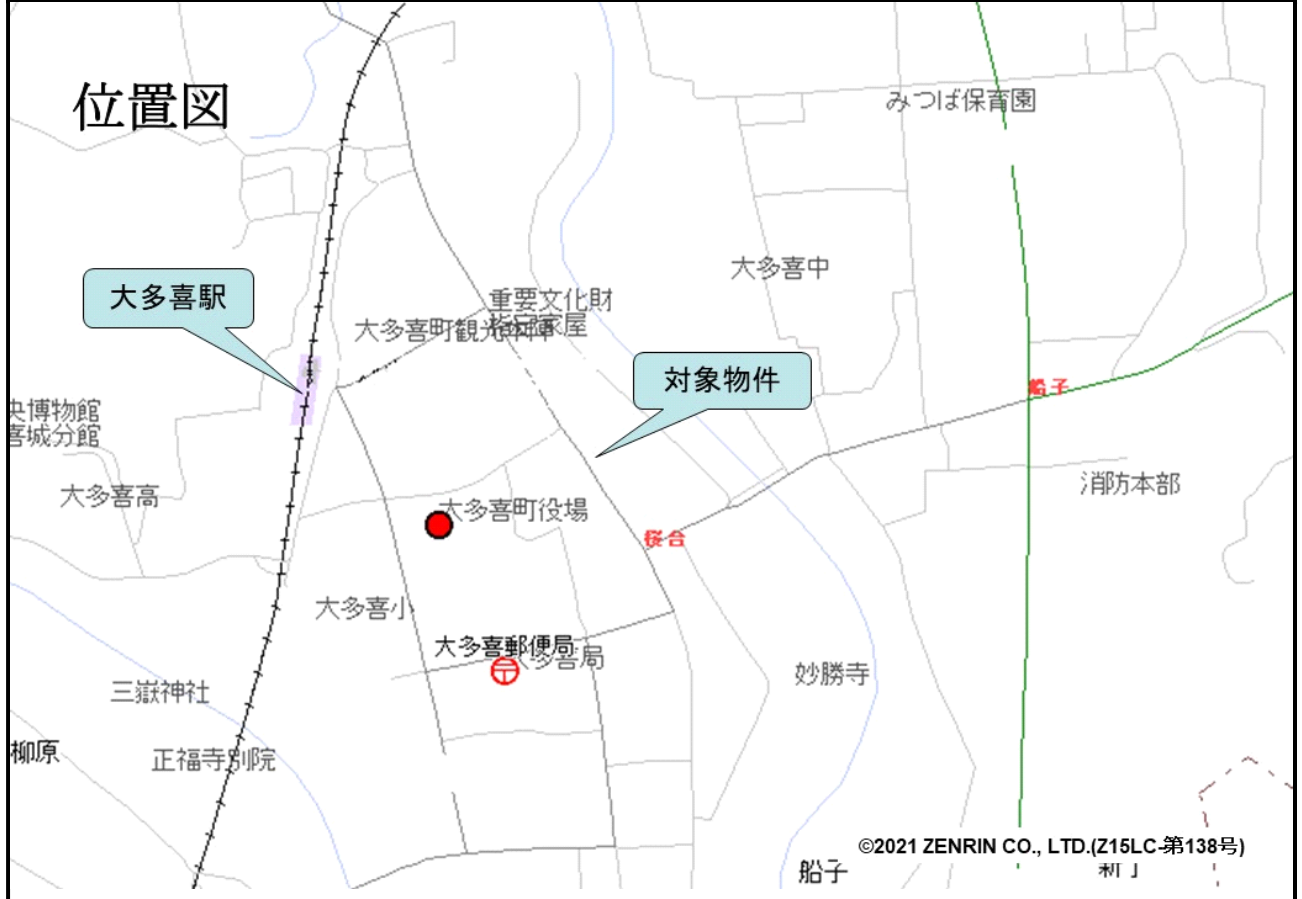 位置図
みつば保育園
大多喜中
大多喜駅
重要文化財
大多喜町観光本陣
対象物件
船子
央博物館
喜城分館
大多喜高
消防本部
大多喜町役場
桜台
大多喜小
大多喜郵便局
大多喜局
妙勝寺
三嶽神社
柳原
正福寺別院
©2021 ZENRIN CO., LTD.(Z15LC-第138号)
船子